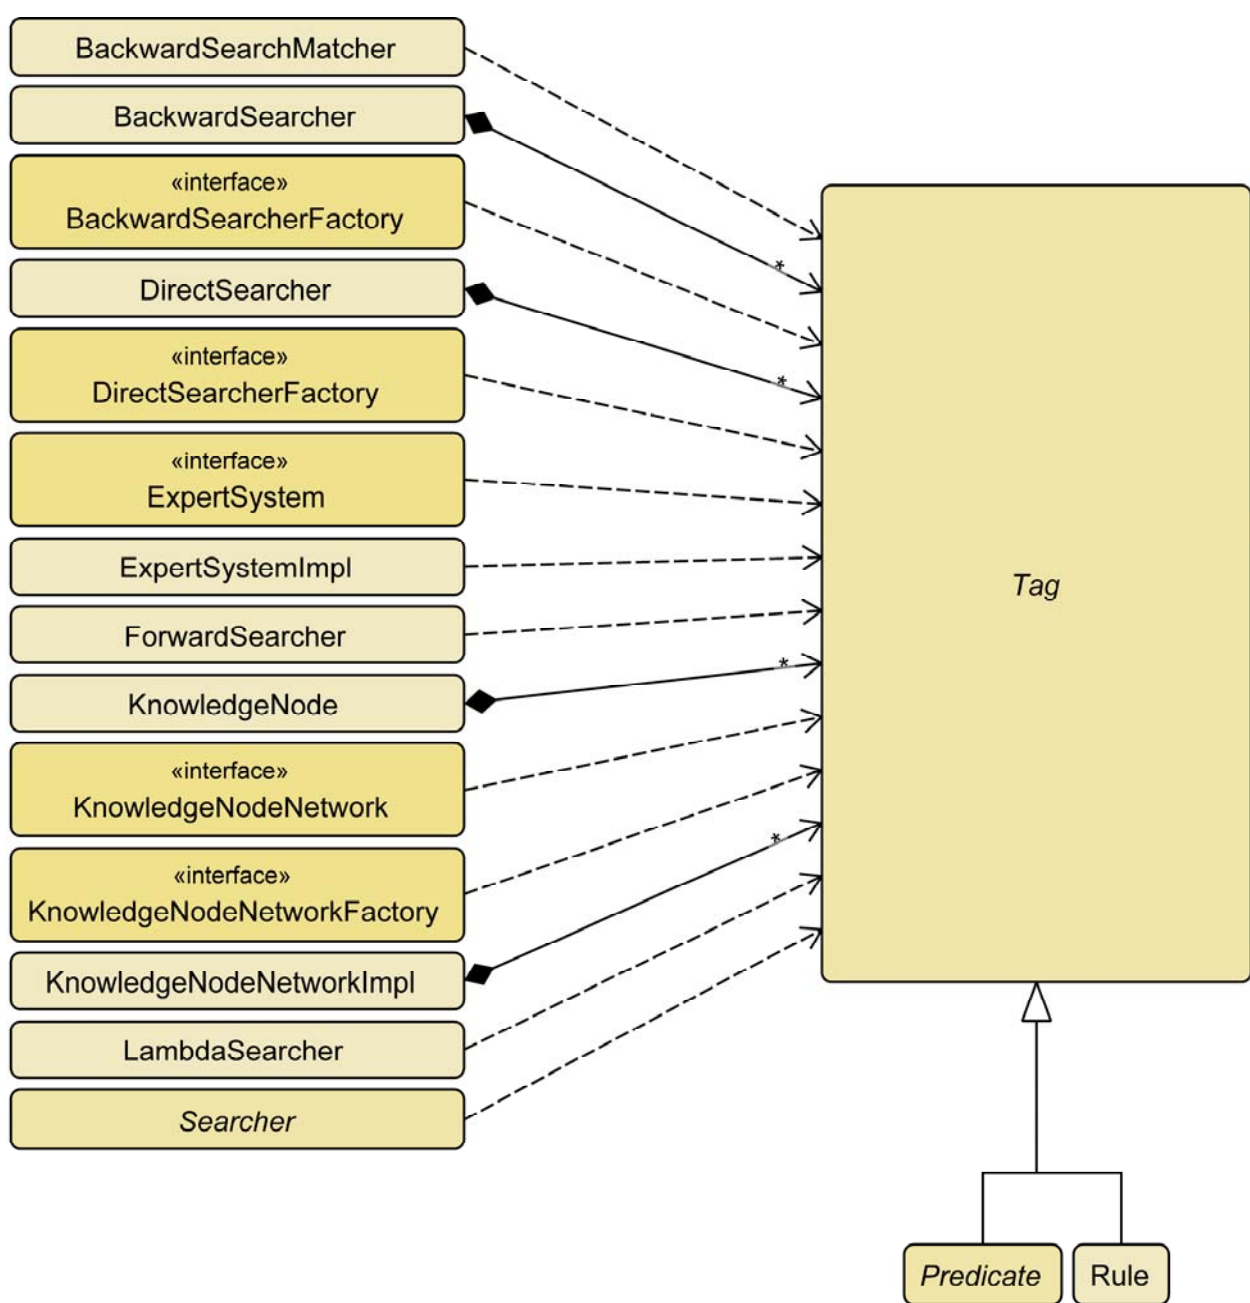 BackwardSearchMatcher
BackwardSearcher
«interface»
BackwardSearcherFactory
DirectSearcher
«interface»
DirectSearcherFactory
«interface»
ExpertSystem
ExpertSystemImpl
ForwardSearcher
KnowledgeNode
«interface»
KnowledgeNodeNetwork
«interface»
KnowledgeNodeNetworkFactory
KnowledgeNodeNetworkImpl
LambdaSearcher
Searcher
*
*
*
*
Tag
Predicate
Rule